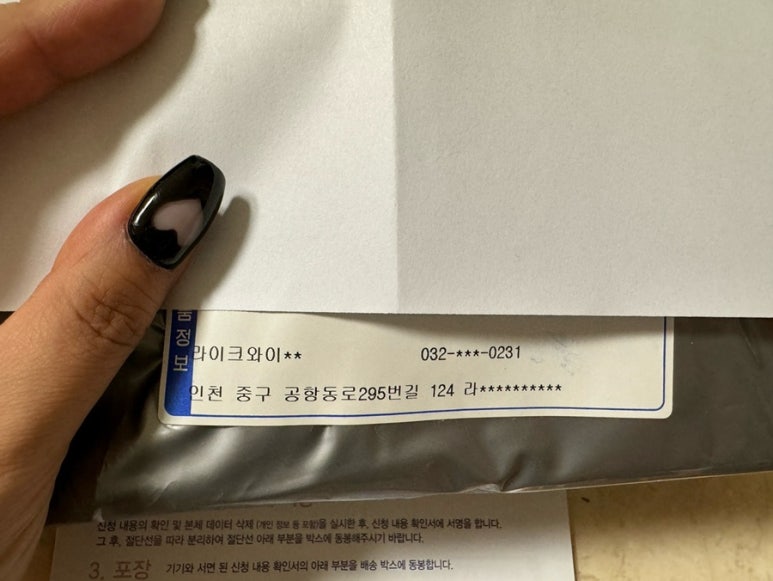 품정보
라이크와이** 032-***-0231
인천 중구 공항동로295번길 124 라**********
신청 내용의 확인 및 본체 데이터 삭제 (개인 정보 등 포함)을 실시한 후, 신청 내용 확인서에 서명을 합니다.
그 후, 절단선을 따라 분리하여 절단선 아래 부분을 박스에 동봉해주시기 바랍니다.
3. 포장 기기와 서면 된 신청 내용 확인서의 아래 부분을 배송 박스에 동봉합니다.